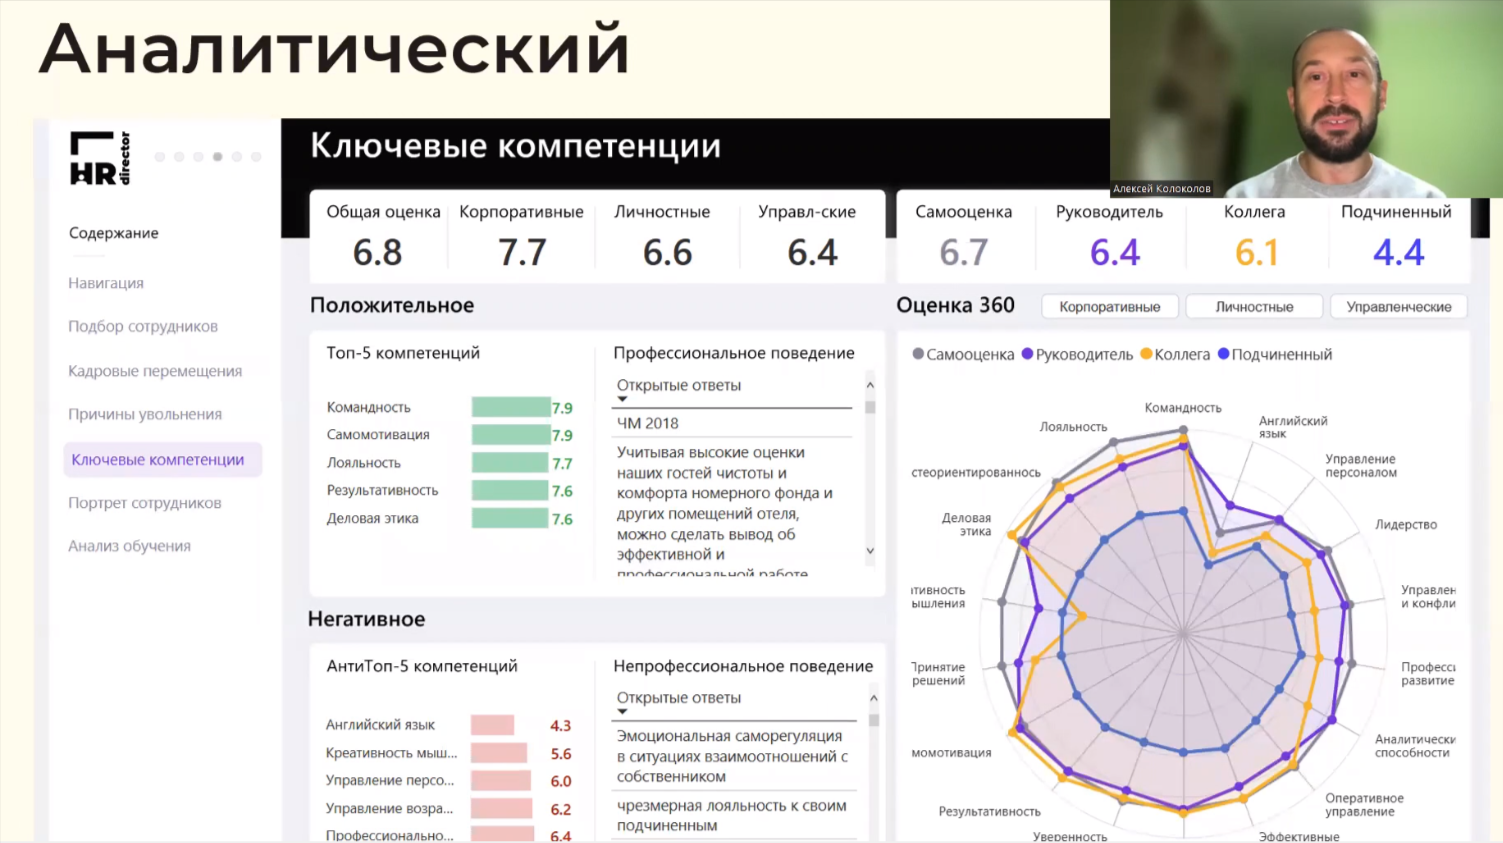 Аналитический
Алексей Колоколов
HR
director
Содержание
Навигация
Подбор сотрудников
Кадровые перемещения
Причины увольнения
Ключевые компетенции
Портрет сотрудников
Анализ обучения
Ключевые компетенции
Общая оценка
6.8
Корпоративные
7.7
Личностные
6.6
Управл-ские
6.4
Самооценка
6.7
Руководитель
6.4
Коллега
6.1
Подчиненный
4.4
Положительное
Топ-5 компетенций
Командность 7.9
Самомотивация 7.9
Лояльность 7.7
Результативность 7.6
Деловая этика 7.6
Профессиональное поведение
Открытые ответы
ЧМ 2018
Учитывая высокие оценки
наших гостей чистоты и
комфорта номерного фонда и
других помещений отеля,
можно сделать вывод об
эффективной и
профессиональной работе
Негативное
АнтиТоп-5 компетенций
Английский язык 4.3
Креативность мыш... 5.6
Управление персо... 6.0
Управление возра... 6.2
Профессионально... 6.4
Непрофессиональное поведение
Открытые ответы
Эмоциональная саморегуляция
в ситуациях взаимоотношений с
собственником
чрезмерная лояльность к своим
подчиненным
Оценка 360
Корпоративные
Личностные
Управленческие
Самооценка Руководитель Коллега Подчиненный
Командность
Английский
язык
Управление
персоналом
Лидерство
Управлен
и конфли
Професси
развитие
Аналитически
способности
Оперативное
управление
Эффективные
Уверенность
Результативность
момотивация
Принятие
решений
тивность
ышления
Деловая
этика
стеориентированнось
Лояльность